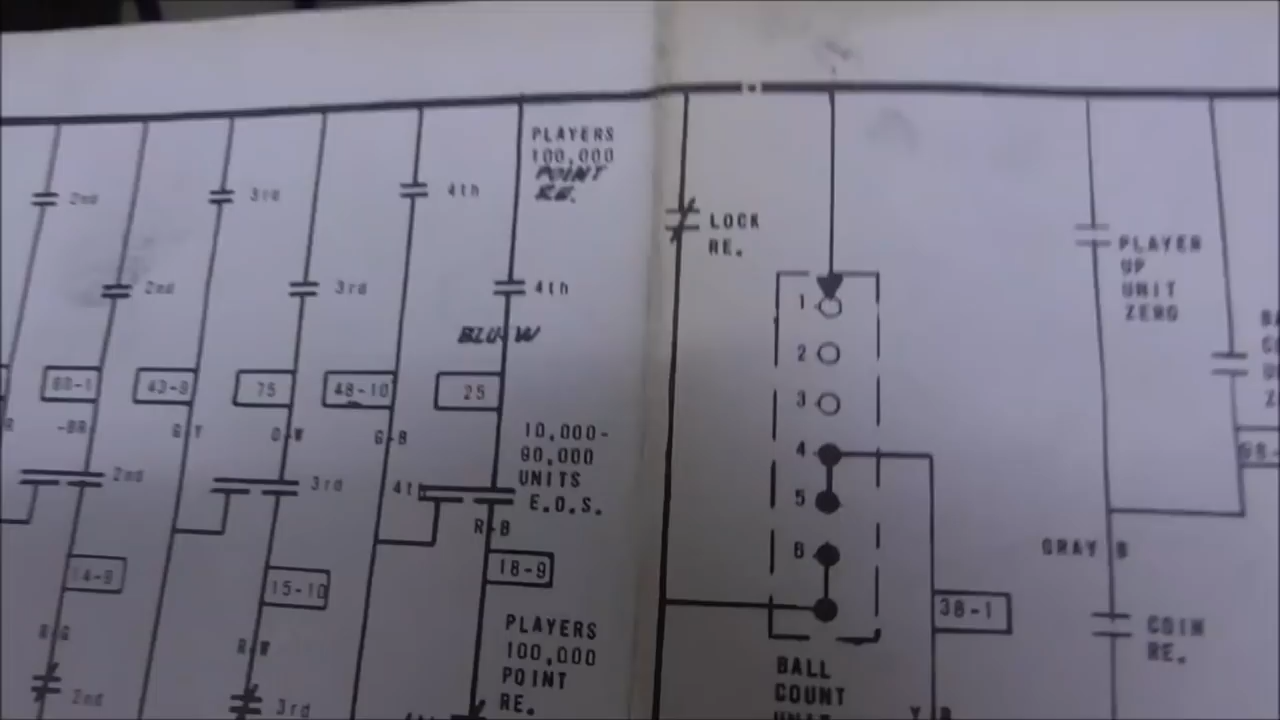 PLAYERS
100,000
POINT
RE.
2nd
3rd
4th
LOCK
RE.
PLAYER
UP
UNIT
ZERO
2nd
3rd
4th
1
2
3
4
5
6
BLU-W
68-1
43-8
75
48-10
25
-BR
G-Y
O-W
G-B
10,000-
90,000
UNITS
E.O.S.
2nd
3rd
R-B
GRAY B
14-9
15-10
18-9
38-1
R-W
PLAYERS
100,000
POINT
RE.
COIN
RE.
BALL
COUNT
UNIT
2nd
3rd